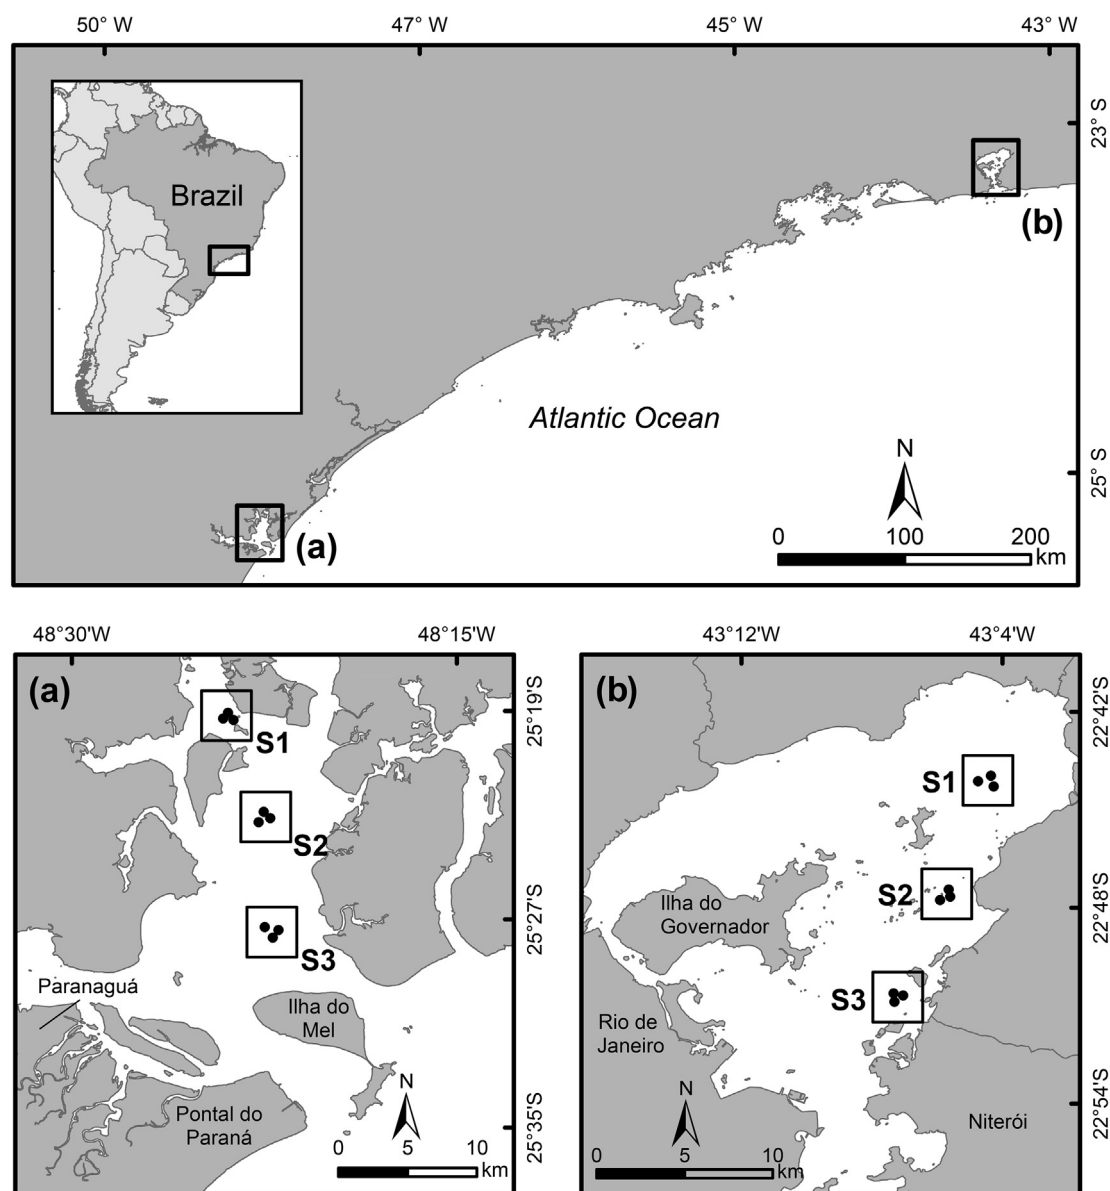 50° W 47° W 45° W 43° W
23° S
Brazil
(b)
Atlantic Ocean
N
25° S
0 100 200
km
(a)
48°30'W 48°15'W
(a)
25°19'S
S1
S2
25°27'S
S3
Paranaguá
Ilha do
Mel
N
Pontal do
Paraná
25°35'S
0 5 10
km
43°12'W 43°4'W
(b)
22°42'S
S1
S2
22°48'S
Ilha do
Governador
S3
Rio de
Janeiro
N
22°54'S
Niterói
0 5 10
km